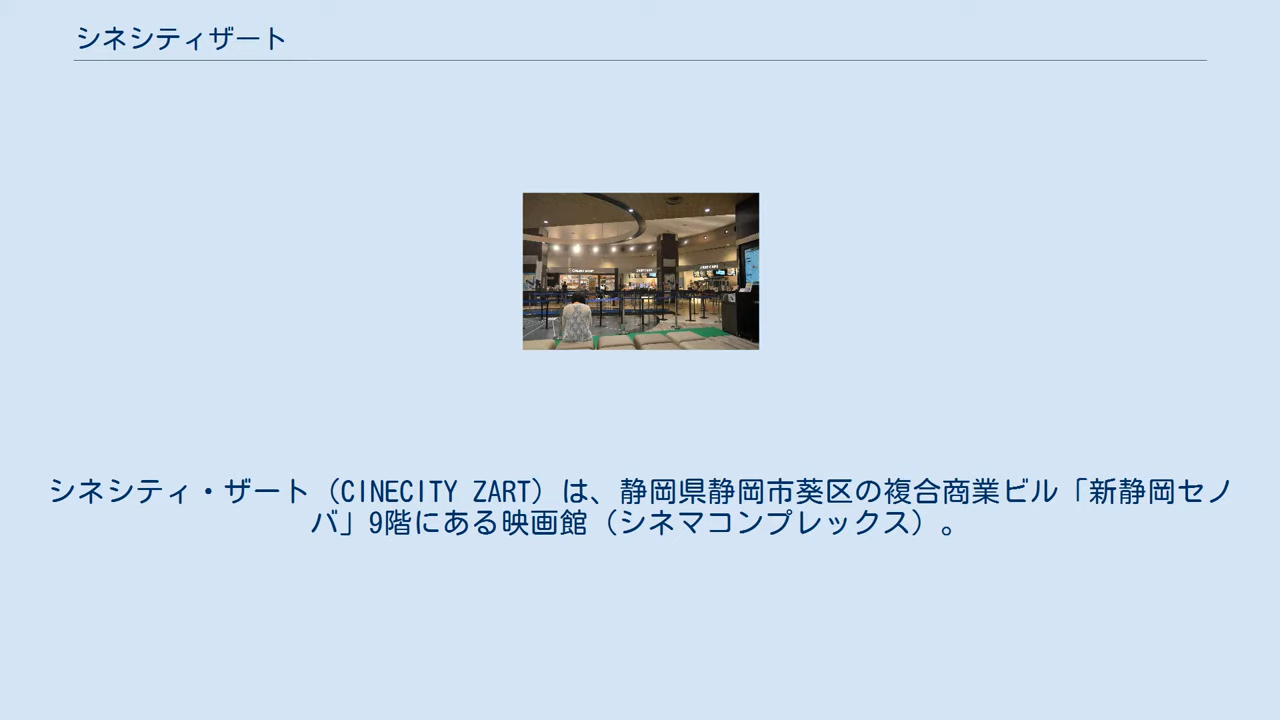 シネシティザート
シネシティ・ザート（CINECITY ZART）は、静岡県静岡市葵区の複合商業ビル「新静岡セノ
バ」9階にある映画館（シネマコンプレックス）。